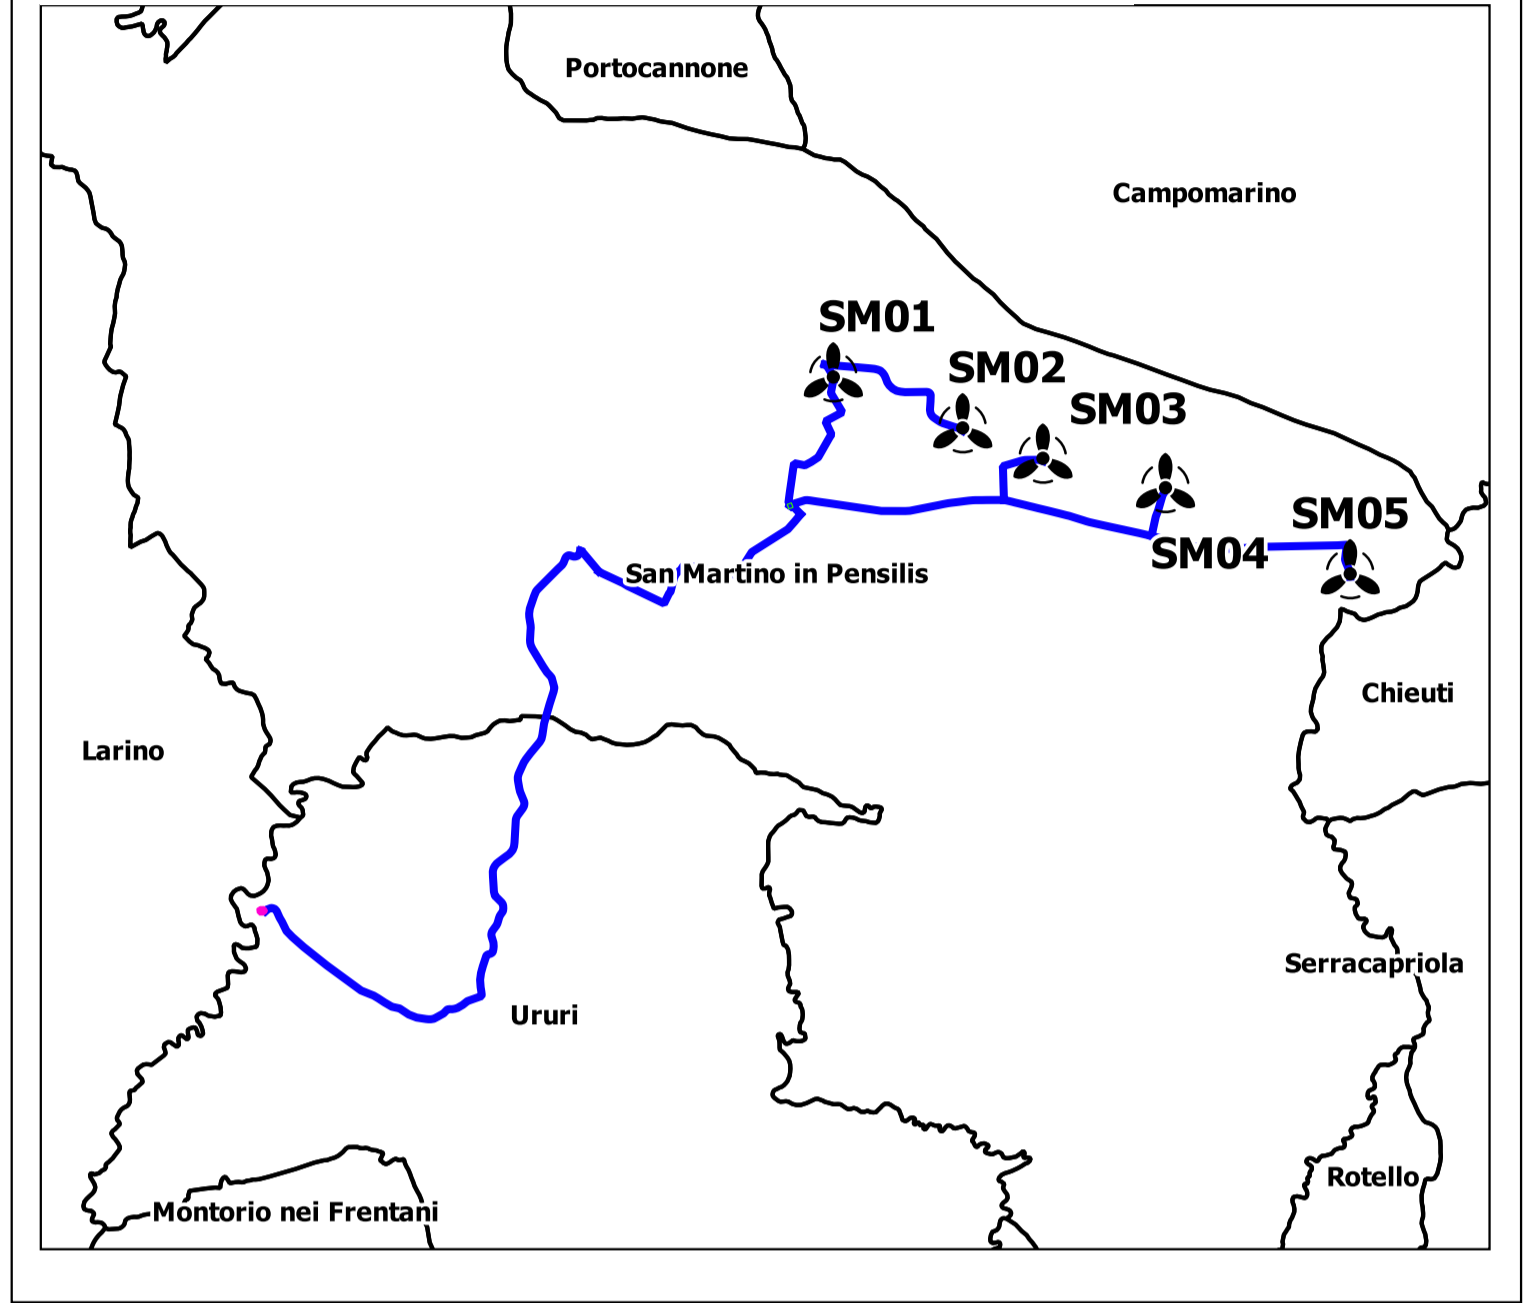 Portocannone
Campomarino
SM01
SM02
SM03
SM05
SM04
San Martino in Pensilis
Chieuti
Larino
Serracapriola
Ururi
Rotello
Montorio nei Frentani